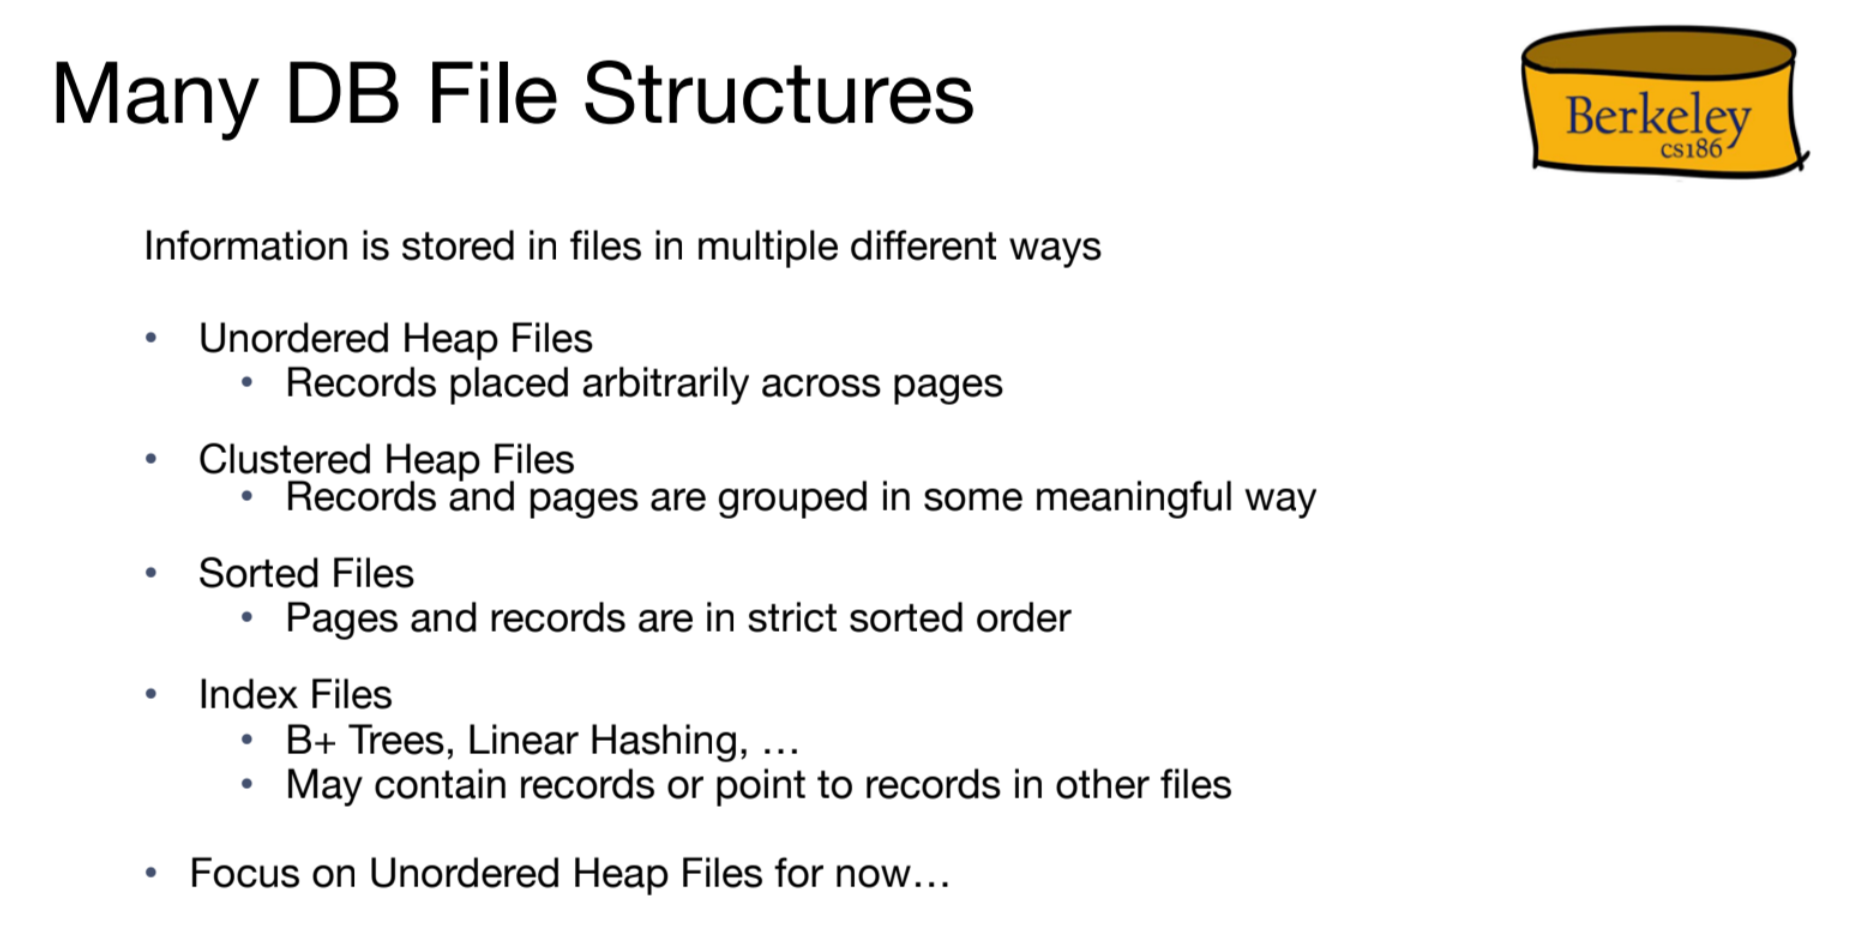 Many DB File Structures
Berkeley
cs186
Information is stored in files in multiple different ways
• Unordered Heap Files
• Records placed arbitrarily across pages
• Clustered Heap Files
• Records and pages are grouped in some meaningful way
• Sorted Files
• Pages and records are in strict sorted order
• Index Files
• B+ Trees, Linear Hashing, …
• May contain records or point to records in other files
• Focus on Unordered Heap Files for now…